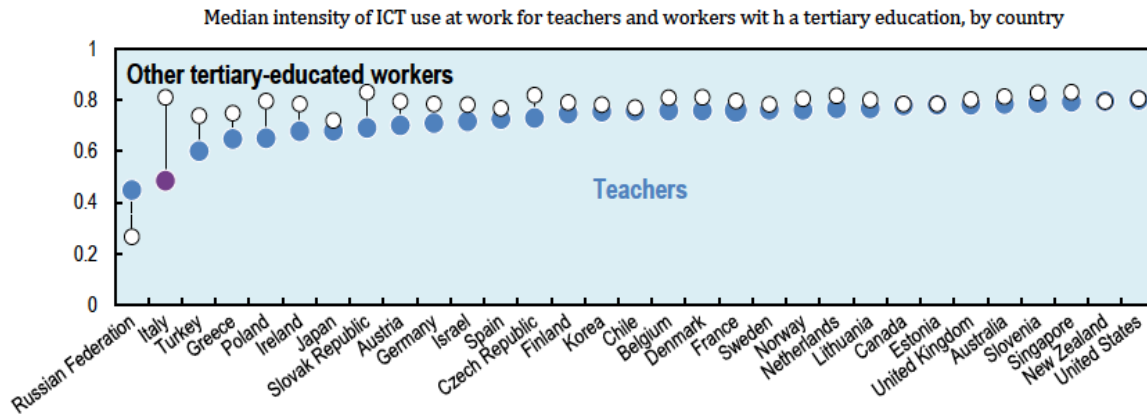 Median intensity of ICT use at work for teachers and workers wit h a tertiary education, by country
1
0.8
0.6
0.4
0.2
0
Other tertiary-educated workers
Teachers
Russian Federation
Italy
Turkey
Greece
Poland
Ireland
Japan
Slovak Republic
Austria
Germany
Israel
Spain
Czech Republic
Finland
Korea
Chile
Belgium
Denmark
France
Sweden
Norway
Netherlands
Lithuania
Canada
Estonia
United Kingdom
Australia
Slovenia
Singapore
New Zealand
United States